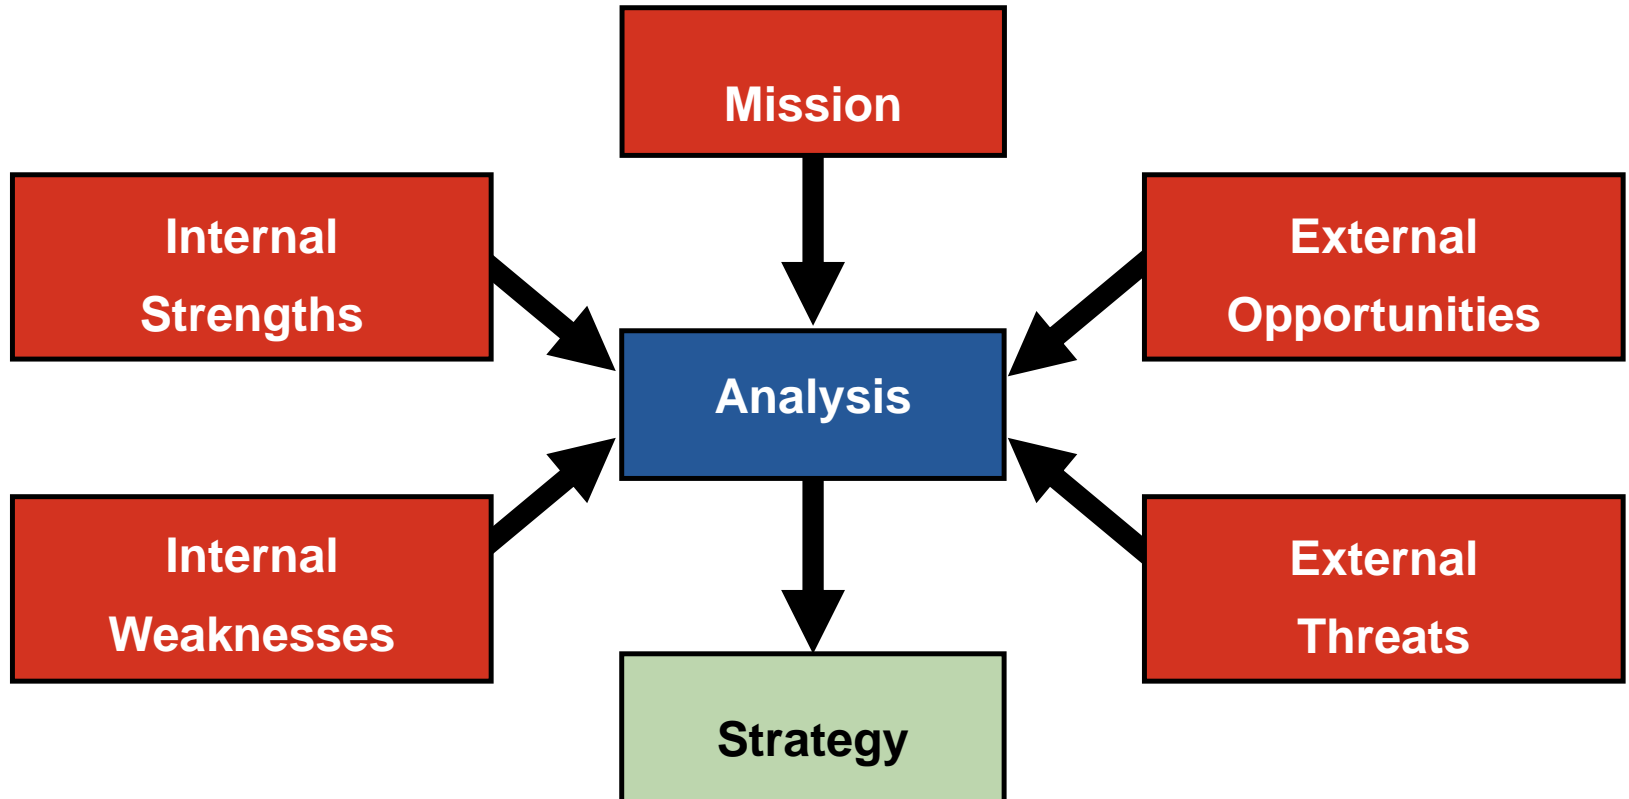 Mission
Internal
Strengths
External
Opportunities
Analysis
Internal
Weaknesses
External
Threats
Strategy